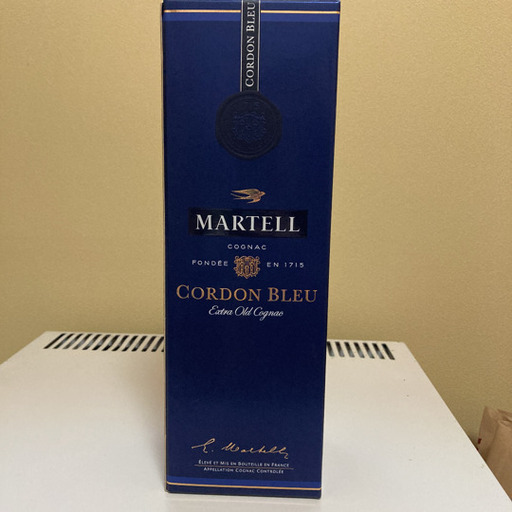 CORDON BLEU
MARTELL
COGNAC
FONDÉE EN 1715
CORDON BLEU
Extra Old Cognac
E. Martell
ÉLEVÉ ET MIS EN BOUTEILLE EN FRANCE
APPELLATION COGNAC CONTRÔLÉE